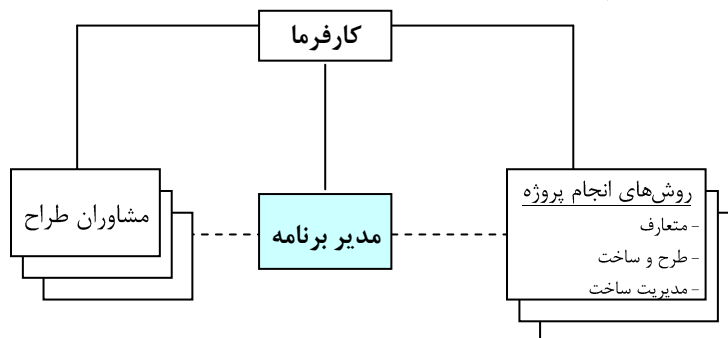 کارفرما
روش‌های انجام پروژه
- متعارف
- طرح و ساخت
- مدیریت ساخت
مدیر برنامه
مشاوران طراح